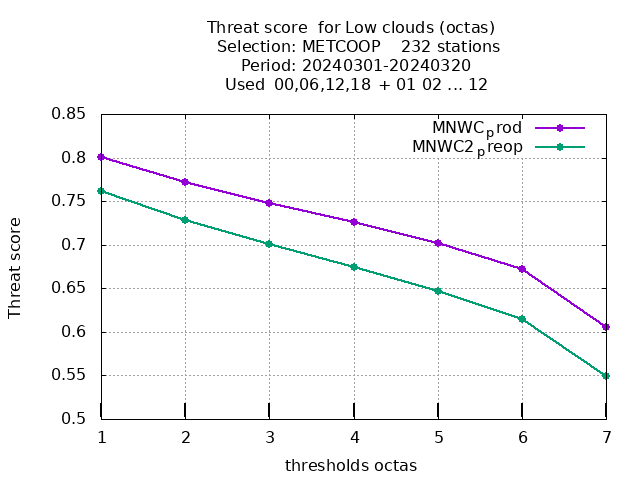 Threat score  for Low clouds (octas)
Selection: METCOOP    232 stations
Period: 20240301-20240320
Used  00,06,12,18 + 01 02 ... 12
MNWCprod
MNWC2preop
0.85
0.8
0.75
0.7
0.65
0.6
0.55
0.5
Threat score
1 2 3 4 5 6 7
thresholds octas